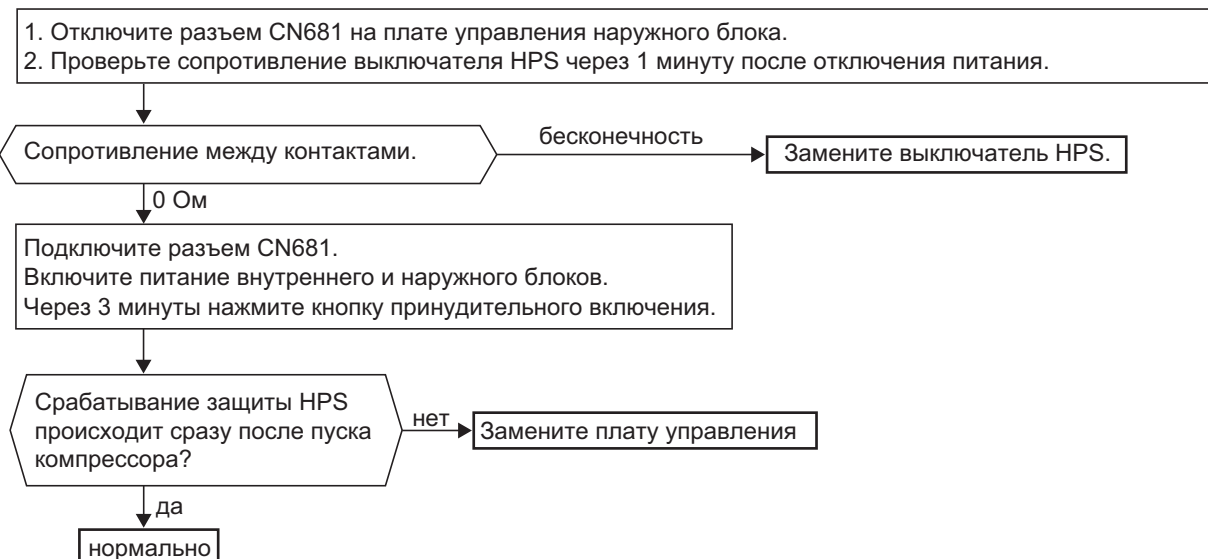 1. Отключите разъем CN681 на плате управления наружного блока.
2. Проверьте сопротивление выключателя HPS через 1 минуту после отключения питания.
Сопротивление между контактами.
бесконечность
Замените выключатель HPS.
0 Ом
Подключите разъем CN681.
Включите питание внутреннего и наружного блоков.
Через 3 минуты нажмите кнопку принудительного включения.
Срабатывание защиты HPS
происходит сразу после пуска
компрессора?
нет
Замените плату управления
да
нормально